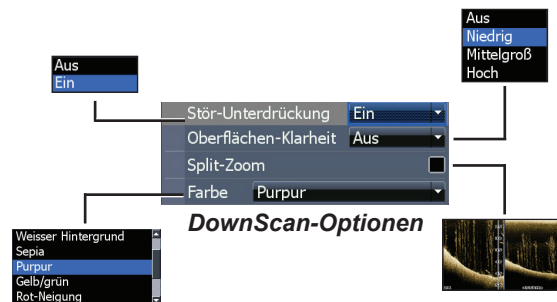 Aus
Niedrig
Mittelgroß
Hoch
Aus
Ein
Stör-Unterdrückung Ein
Oberflächen-Klarheit Aus
Split-Zoom
Farbe Purpur
DownScan-Optionen
Weisser Hintergrund
Sepia
Purpur
Gelb/grün
Rot-Neigung